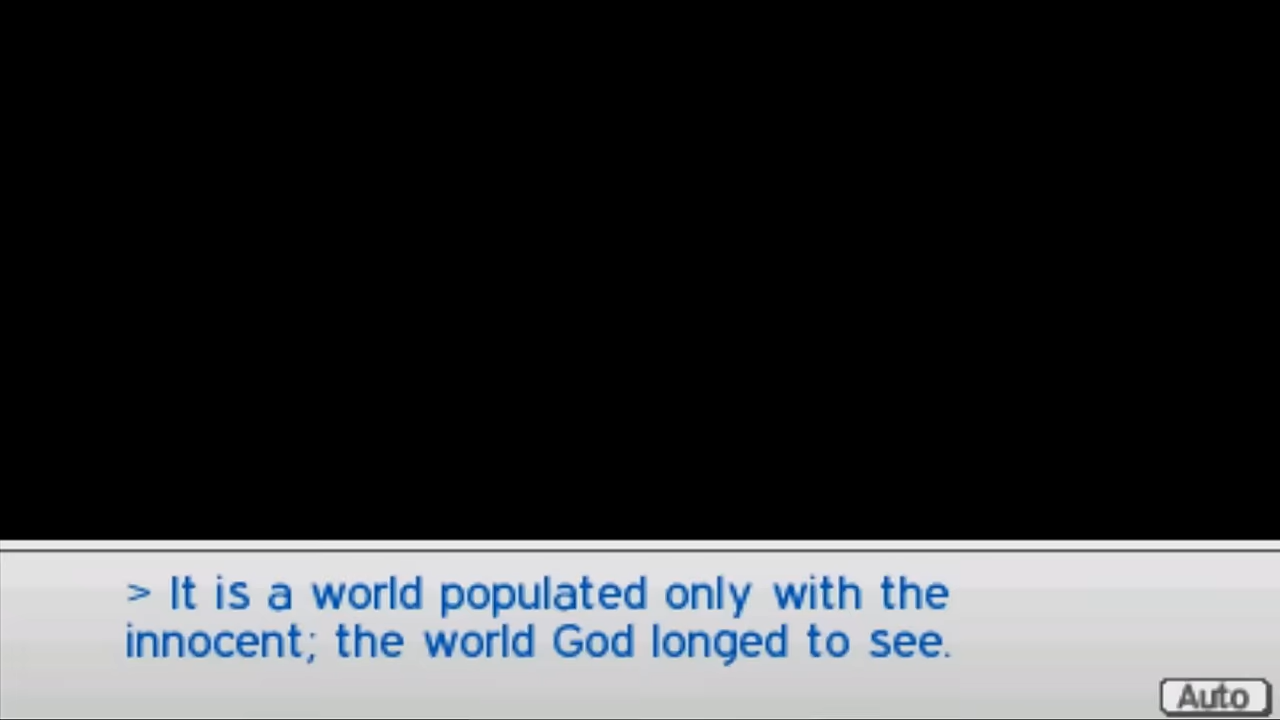 > It is a world populated only with the
innocent; the world God longed to see.
Auto